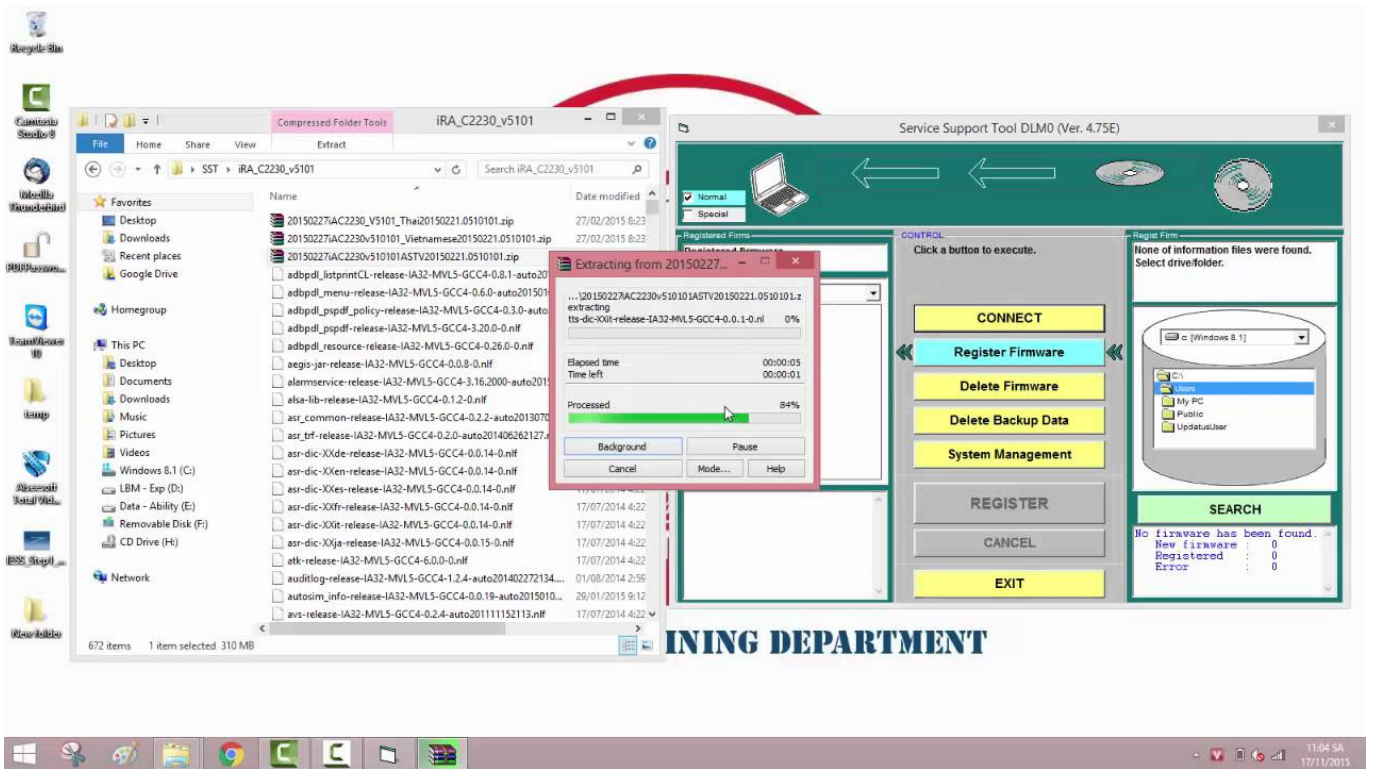 Recycle Bin
Camtasia
Studio 8
Mozilla
Thunderbird
TeamViewer
10
temp
New folder
Compressed Folder Tools
iRA_C2230_v5101
File
Home
Share
View
Extract
SST
iRA_C2230_v5101
Search iRA_C2230_v5101
Favorites
Desktop
Downloads
Recent places
Google Drive
Homegroup
This PC
Desktop
Documents
Downloads
Music
Pictures
Videos
Windows 8.1 (C:)
LBM - Exp (D:)
Data - Ability (E:)
Removable Disk (F:)
CD Drive (H:)
Network
Name
Date modified
20150227iAC2230_V5101_Thai20150221.0510101.zip
27/02/2015 8:23
20150227iAC2230v510101_Vietnamese20150221.0510101.zip
27/02/2015 8:23
20150227iAC2230v510101ASTV20150221.0510101.zip
adbpdl_listprintCL-release-IA32-MVL5-GCC4-0.8.1-auto20
adbpdl_menu-release-IA32-MVL5-GCC4-0.6.0-auto201501
adbpdl_pspdf_policy-release-IA32-MVL5-GCC4-0.3.0-auto
adbpdl_pspdf-release-IA32-MVL5-GCC4-3.20.0-0.nlf
adbpdl_resource-release-IA32-MVL5-GCC4-0.26.0-0.nlf
aegis-jar-release-IA32-MVL5-GCC4-0.0.8-0.nlf
alarmservice-release-IA32-MVL5-GCC4-3.16.2000-auto201
alsa-lib-release-IA32-MVL5-GCC4-0.1.2-0.nlf
asr_common-release-IA32-MVL5-GCC4-0.2.2-auto2013070
asr_trf-release-IA32-MVL5-GCC4-0.2.0-auto201406262127.
asr-dic-XXde-release-IA32-MVL5-GCC4-0.0.14-0.nlf
asr-dic-XXen-release-IA32-MVL5-GCC4-0.0.14-0.nlf
asr-dic-XXes-release-IA32-MVL5-GCC4-0.0.14-0.nlf
asr-dic-XXfr-release-IA32-MVL5-GCC4-0.0.14-0.nlf
17/07/2014 4:22
asr-dic-XXit-release-IA32-MVL5-GCC4-0.0.14-0.nlf
17/07/2014 4:22
asr-dic-XXja-release-IA32-MVL5-GCC4-0.0.15-0.nlf
17/07/2014 4:22
atk-release-IA32-MVL5-GCC4-6.0.0-0.nlf
17/07/2014 4:22
auditlog-release-IA32-MVL5-GCC4-1.2.4-auto201402272134....
01/08/2014 2:59
autosim_info-release-IA32-MVL5-GCC4-0.0.19-auto2015010...
29/01/2015 9:12
avs-release-IA32-MVL5-GCC4-0.2.4-auto201111152113.nlf
17/07/2014 4:22
672 items
1 item selected 310 MB
Extracting from 20150227...
...\20150227iAC2230v510101ASTV20150221.0510101.z
extracting
tts-dic-XXit-release-IA32-MVL5-GCC4-0.0.1-0.nl
0%
Elapsed time
00:00:05
Time left
00:00:01
Processed
84%
Background
Pause
Cancel
Mode...
Help
Service Support Tool DLM0 (Ver. 4.75E)
Normal
Special
Registered Firms
Registered firmware
CONTROL
Click a button to execute.
CONNECT
Register Firmware
Delete Firmware
Delete Backup Data
System Management
REGISTER
CANCEL
EXIT
Regist Firm
None of information files were found.
Select drive/folder.
c: [Windows 8.1]
C:\
Users
My PC
Public
UpdatusUser
SEARCH
No firmware has been found.
New firmware : 0
Registered : 0
Error : 0
INING DEPARTMENT
11:04 SA
17/11/2015